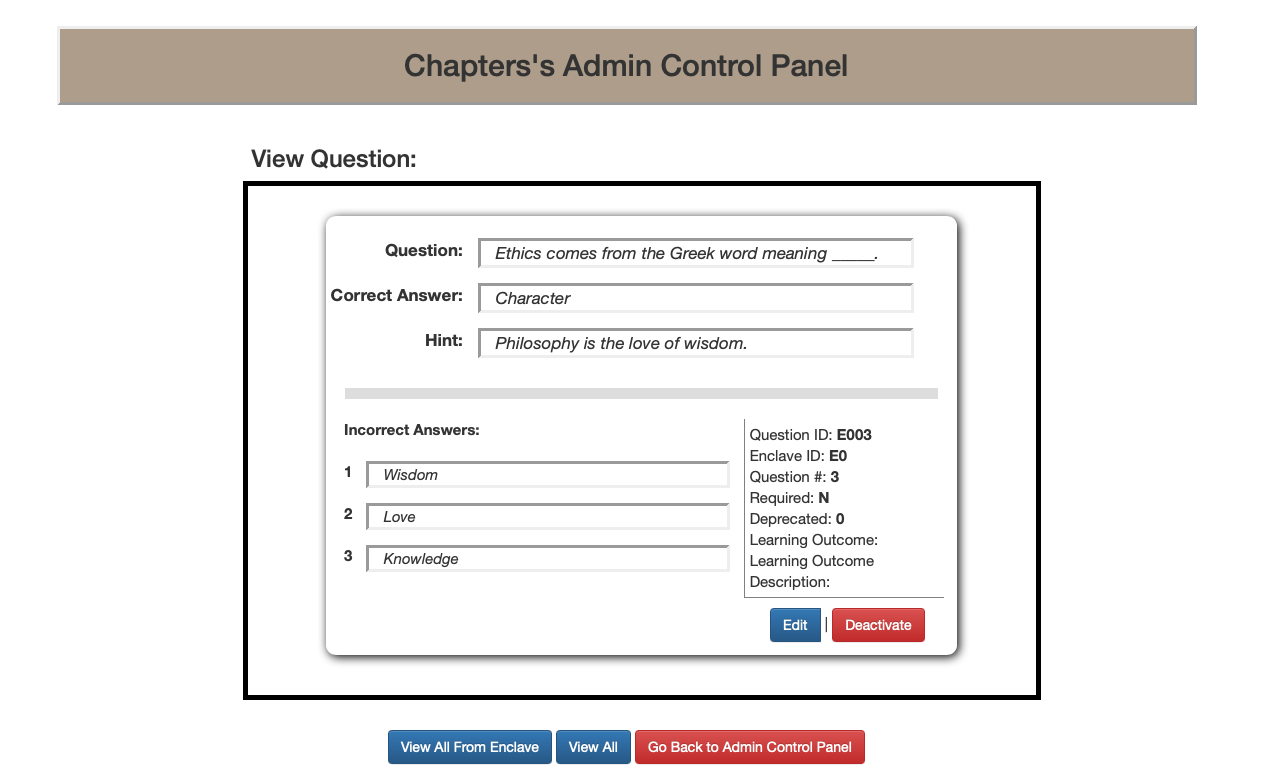 Chapters's Admin Control Panel
View Question:
Question: Ethics comes from the Greek word meaning _____.
Correct Answer: Character
Hint: Philosophy is the love of wisdom.
Incorrect Answers:
1 Wisdom
2 Love
3 Knowledge
Question ID: E003
Enclave ID: E0
Question #: 3
Required: N
Deprecated: 0
Learning Outcome:
Learning Outcome
Description:
Edit | Deactivate
View All From Enclave View All Go Back to Admin Control Panel